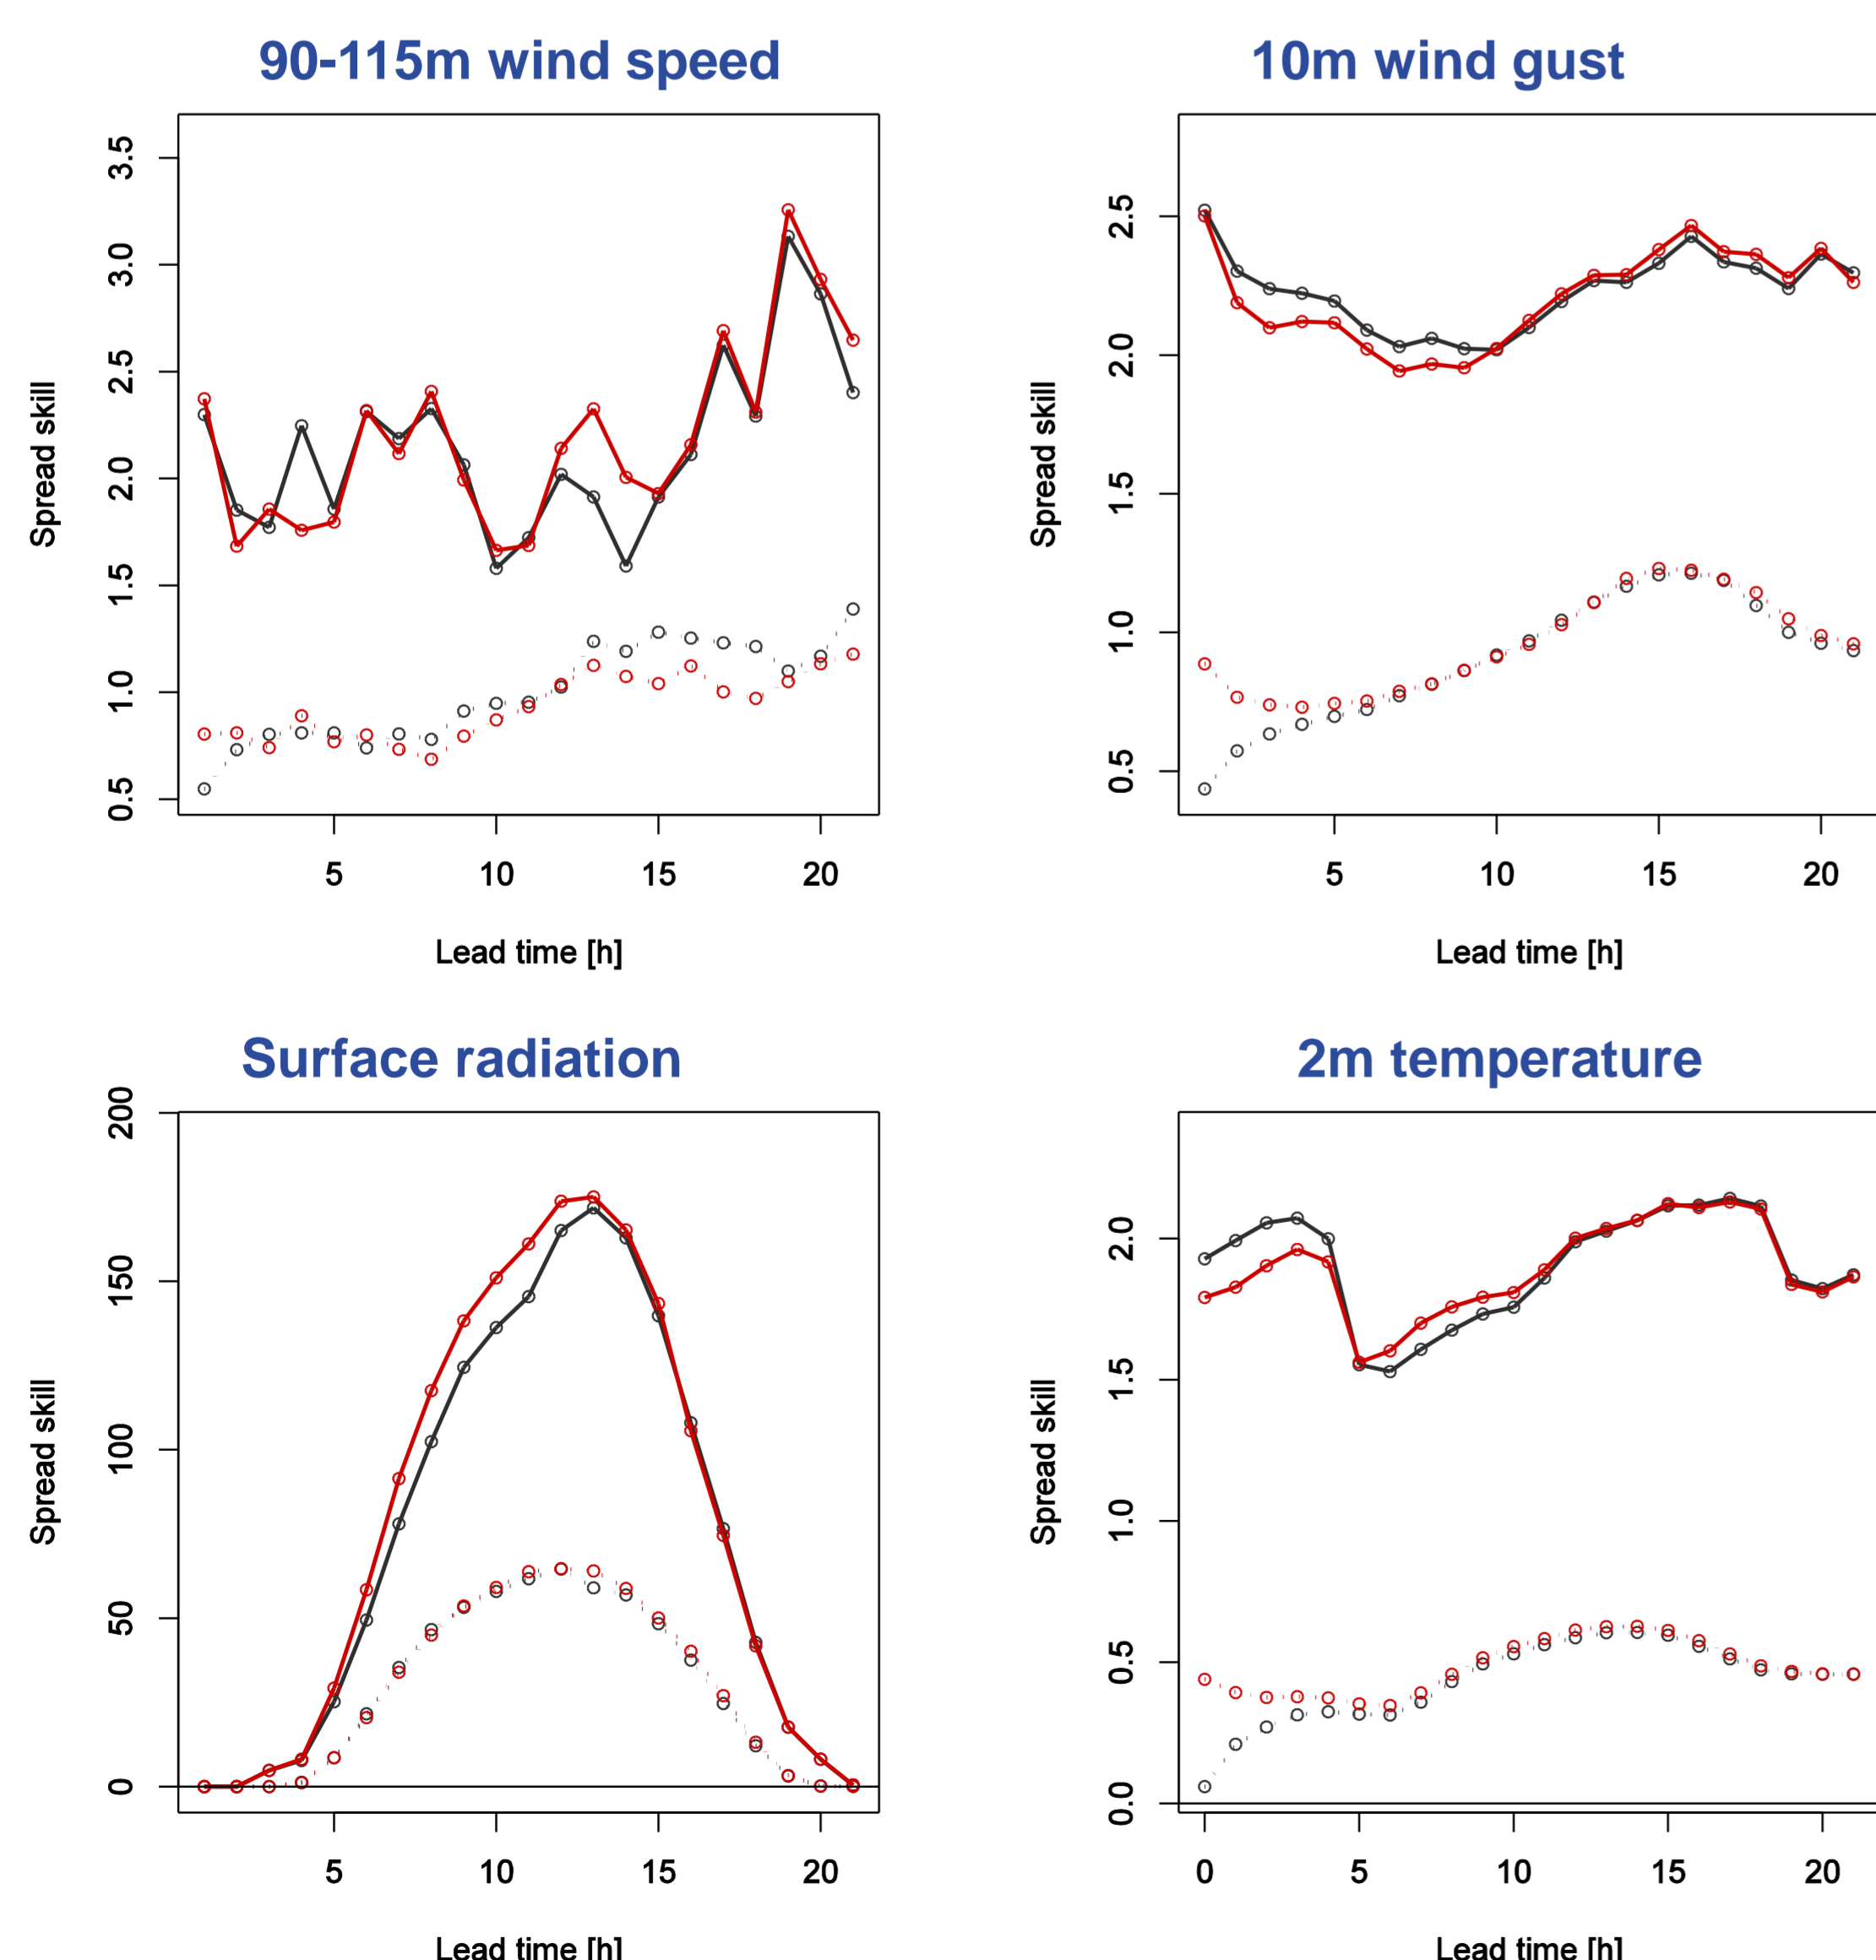 90-115m wind speed
10m wind gust
Spread skill
3.5
3.0
2.5
2.0
1.5
1.0
0.5
5 10 15 20
Lead time [h]
Spread skill
2.5
2.0
1.5
1.0
0.5
5 10 15 20
Lead time [h]
Surface radiation
2m temperature
Spread skill
200
150
100
50
0
5 10 15 20
Lead time [h]
Spread skill
2.0
1.5
1.0
0.5
0.0
0 5 10 15 20
Lead time [h]